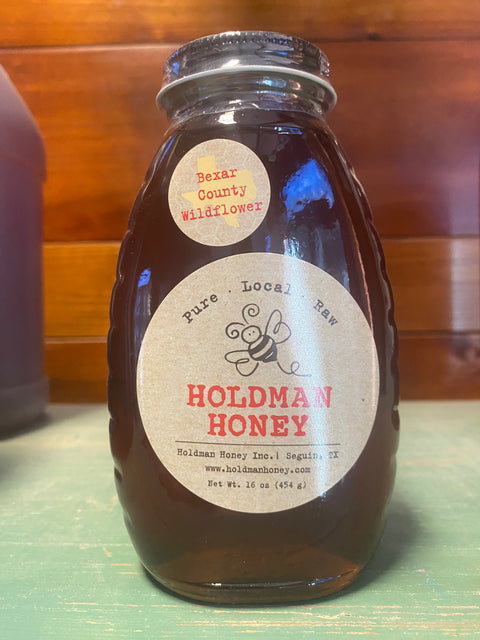 Bexar
County
Wildflower
Pure . Local . Raw
HOLDMAN
HONEY
Holdman Honey Inc.| Seguin, TX
www.holdmanhoney.com
Net Wt. 16 oz (454 g)